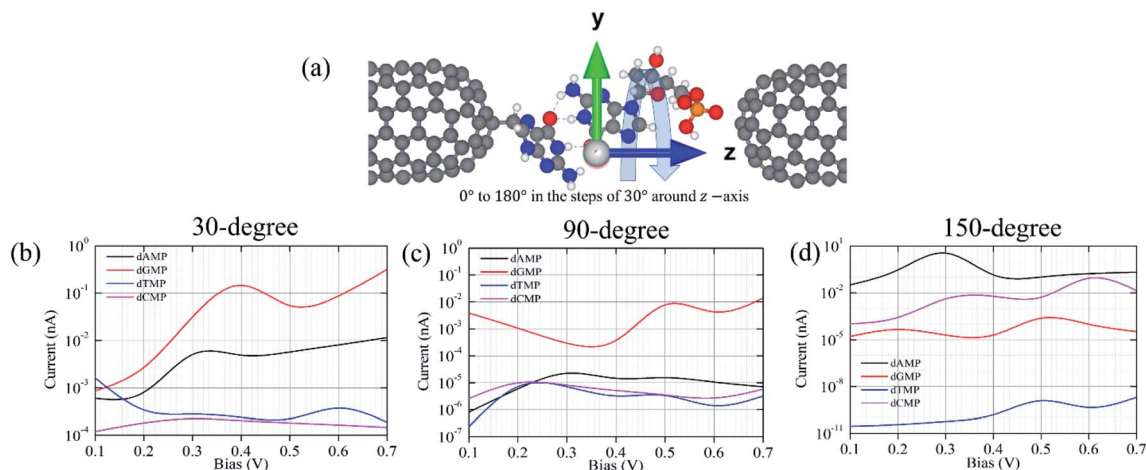 (a)
y
z
0° to 180° in the steps of 30° around z −axis
(b)
30-degree
Current (nA)
10^0
10^-1
10^-2
10^-3
10^-4
dAMP
dGMP
dTMP
dCMP
0.1 0.2 0.3 0.4 0.5 0.6 0.7
Bias (V)
(c)
90-degree
Current (nA)
10^0
10^-1
10^-2
10^-3
10^-4
10^-5
10^-6
10^-7
dAMP
dGMP
dTMP
dCMP
0.1 0.2 0.3 0.4 0.5 0.6 0.7
Bias (V)
(d)
150-degree
Current (nA)
10^1
10^-2
10^-5
10^-8
10^-11
dAMP
dGMP
dTMP
dCMP
0.1 0.2 0.3 0.4 0.5 0.6 0.7
Bias (V)